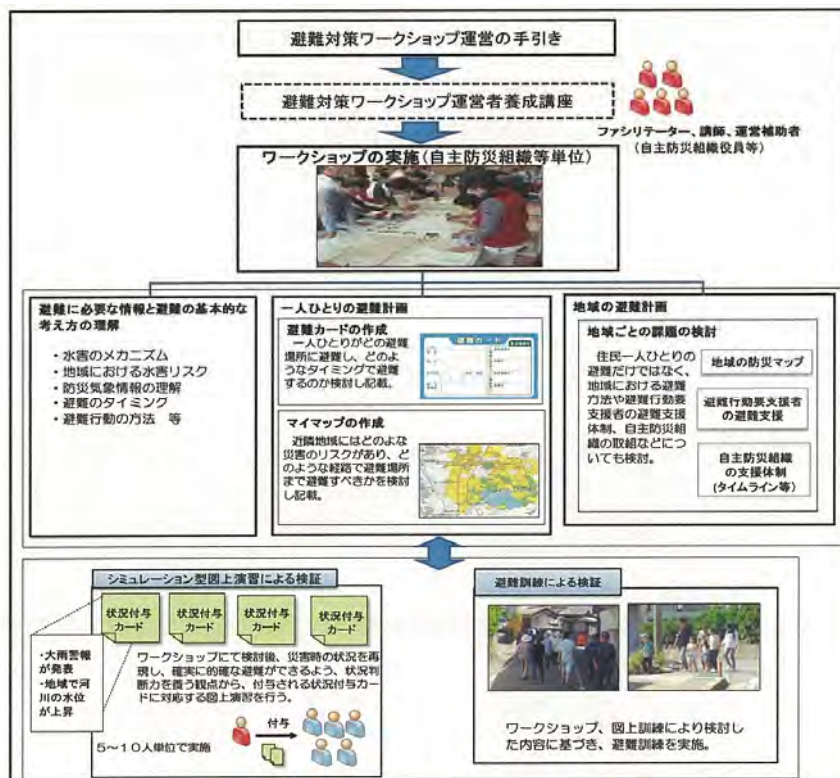 避難対策ワークショップ運営の手引き
避難対策ワークショップ運営者養成講座
ファシリテーター、講師、運営補助者
(自主防災組織役員等)
ワークショップの実施(自主防災組織等単位)
避難に必要な情報と避難の基本的な
考え方の理解
・水害のメカニズム
・地域における水害リスク
・防災気象情報の理解
・避難のタイミング
・避難行動の方法 等
一人ひとりの避難計画
避難カードの作成
一人ひとりがどの避難
場所に避難し、どのよ
うなタイミングで避難
するのか検討し記載。
避難カード
マイマップの作成
近隣地域にはどのよな
災害のリスクがあり、ど
のような経路で避難場所
まで避難すべきかを検討
し記載。
地域の避難計画
地域ごとの課題の検討
住民一人ひとりの
避難だけではなく、
地域における避難
方法や避難行動要
支援者の避難支援
体制、自主防災組
織の取組などについ
ても検討。
地域の防災マップ
避難行動要支援者
の避難支援
自主防災組織
の支援体制
(タイムライン等)
シミュレーション型図上演習による検証
状況付与
カード
状況付与
カード
状況付与
カード
状況付与
カード
・大雨警報
が発表
・地域で河
川の水位
が上昇
ワークショップにて検討後、災害時の状況を再
現し、確実に的確な避難ができるよう、状況判
断力を養う観点から、付与される状況付与カー
ドに対応する図上演習を行う。
付与
5~10人単位で実施
避難訓練による検証
ワークショップ、図上訓練により検討し
た内容に基づき、避難訓練を実施。